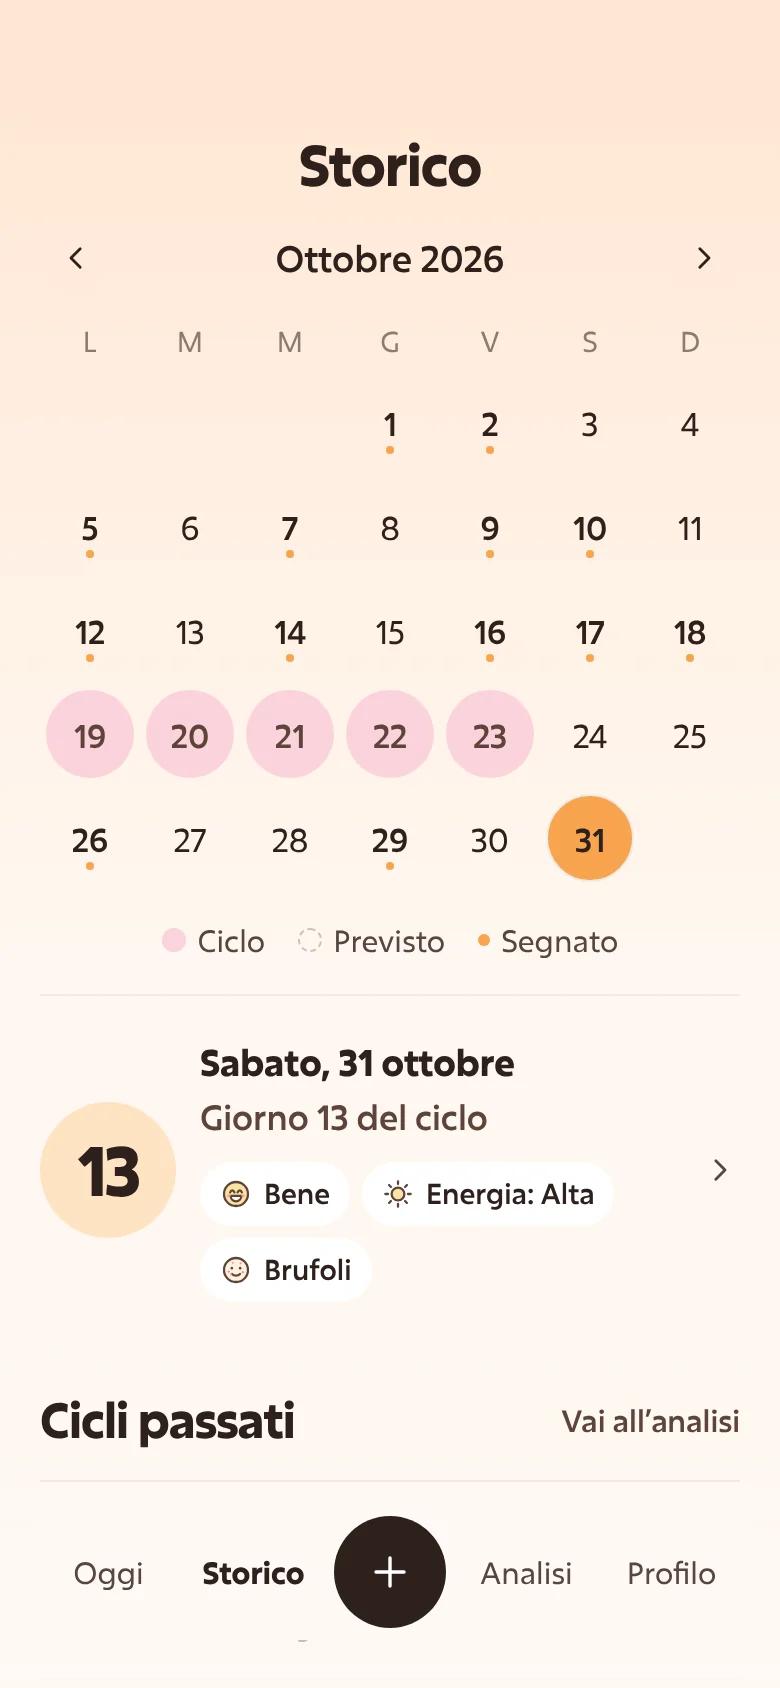 Storico
Ottobre 2026
L M M G V S D
1 2 3 4
5 6 7 8 9 10 11
12 13 14 15 16 17 18
19 20 21 22 23 24 25
26 27 28 29 30 31
Ciclo Previsto Segnato
Sabato, 31 ottobre
Giorno 13 del ciclo
13
Bene Energia: Alta
Brufoli
Cicli passati Vai all’analisi
Oggi Storico + Analisi Profilo